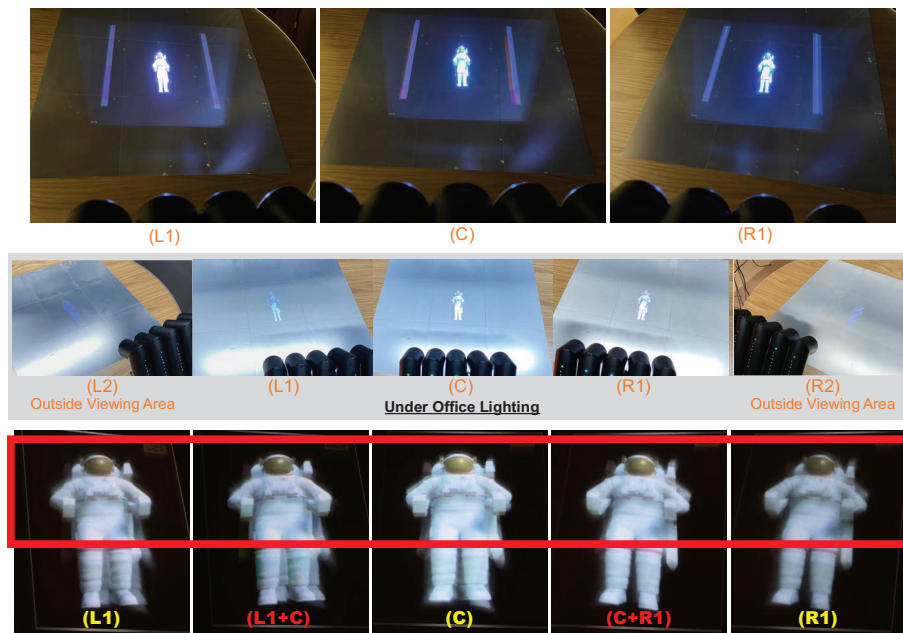 (L1)
(C)
(R1)
(L2)
(L1)
(C)
(R1)
(R2)
Outside Viewing Area
Under Office Lighting
Outside Viewing Area
(L1)
(L1+C)
(C)
(C+R1)
(R1)